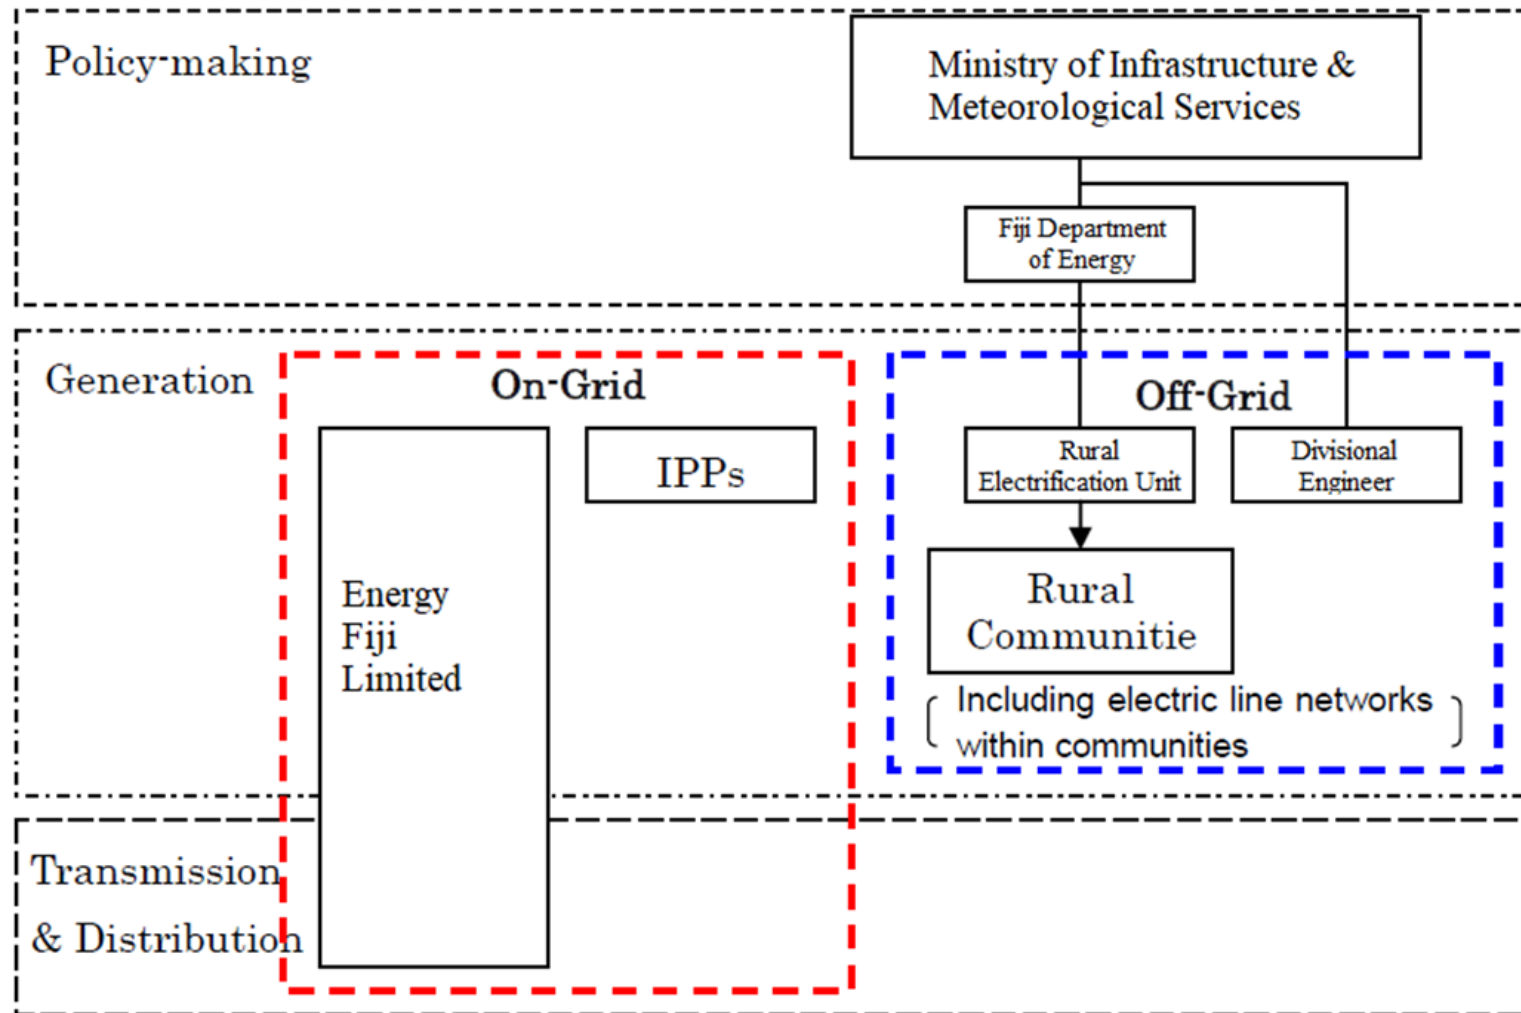 Policy-making
Ministry of Infrastructure &
Meteorological Services
Fiji Department
of Energy
Generation
On-Grid
Off-Grid
IPPs
Rural
Electrification Unit
Divisional
Engineer
Energy
Fiji
Limited
Rural
Communitie
Including electric line networks
within communities
Transmission
& Distribution